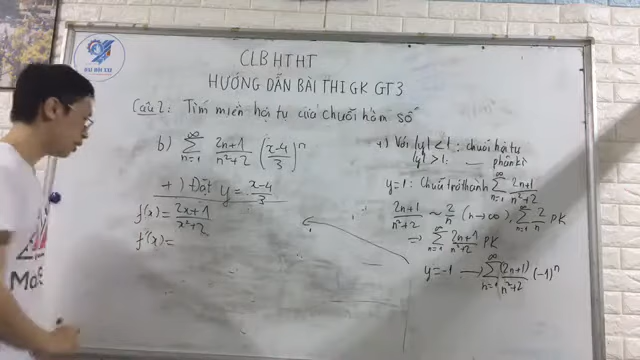 ĐẠI HỘI XXI
CLB HTHT
HƯỚNG DẪN BÀI THI GK GT3
Câu 2: Tìm miền hội tụ của chuỗi hàm số
b) ∑_{n=1}^{∞} (2n+1)/(n²+2) ((x-4)/3)^n
+) Đặt y = (x-4)/3
f(x) = (2x+1)/(x²+2)
f'(x) =
+) Với |y| < 1 : chuỗi hội tụ
|y| > 1 : — phân kì
y=1 : Chuỗi trở thành ∑_{n=1}^{∞} (2n+1)/(n²+2)
(2n+1)/(n²+2) ~ 2/n (n→∞), ∑_{n=1}^{∞} 2/n PK
⇒ ∑_{n=1}^{∞} (2n+1)/(n²+2) PK
y=-1 → ∑_{n=1}^{∞} (2n+1)/(n²+2) (-1)^n